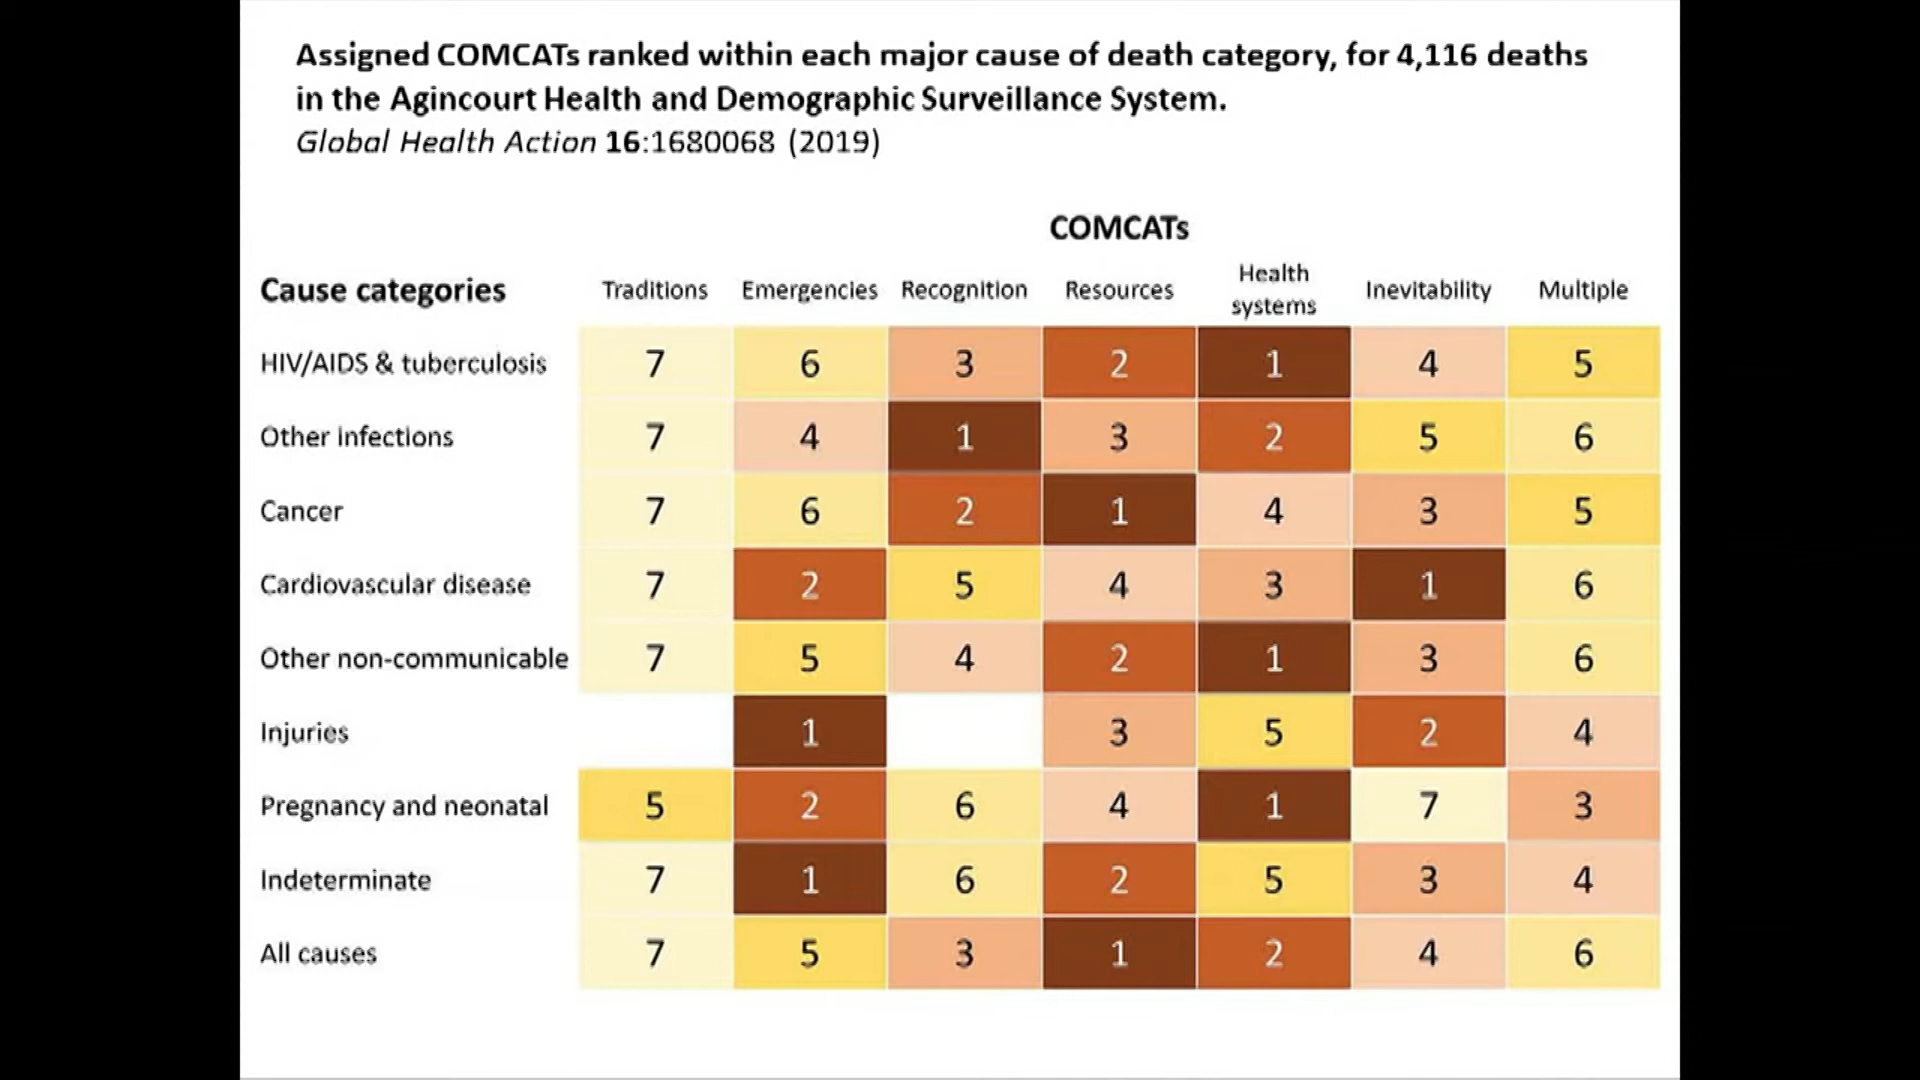 Assigned COMCATs ranked within each major cause of death category, for 4,116 deaths
in the Agincourt Health and Demographic Surveillance System.
Global Health Action 16:1680068 (2019)
COMCATs
Cause categories Traditions Emergencies Recognition Resources Health systems Inevitability Multiple
HIV/AIDS & tuberculosis 7 6 3 2 1 4 5
Other infections 7 4 1 3 2 5 6
Cancer 7 6 2 1 4 3 5
Cardiovascular disease 7 2 5 4 3 1 6
Other non-communicable 7 5 4 2 1 3 6
Injuries 1 3 5 2 4
Pregnancy and neonatal 5 2 6 4 1 7 3
Indeterminate 7 1 6 2 5 3 4
All causes 7 5 3 1 2 4 6